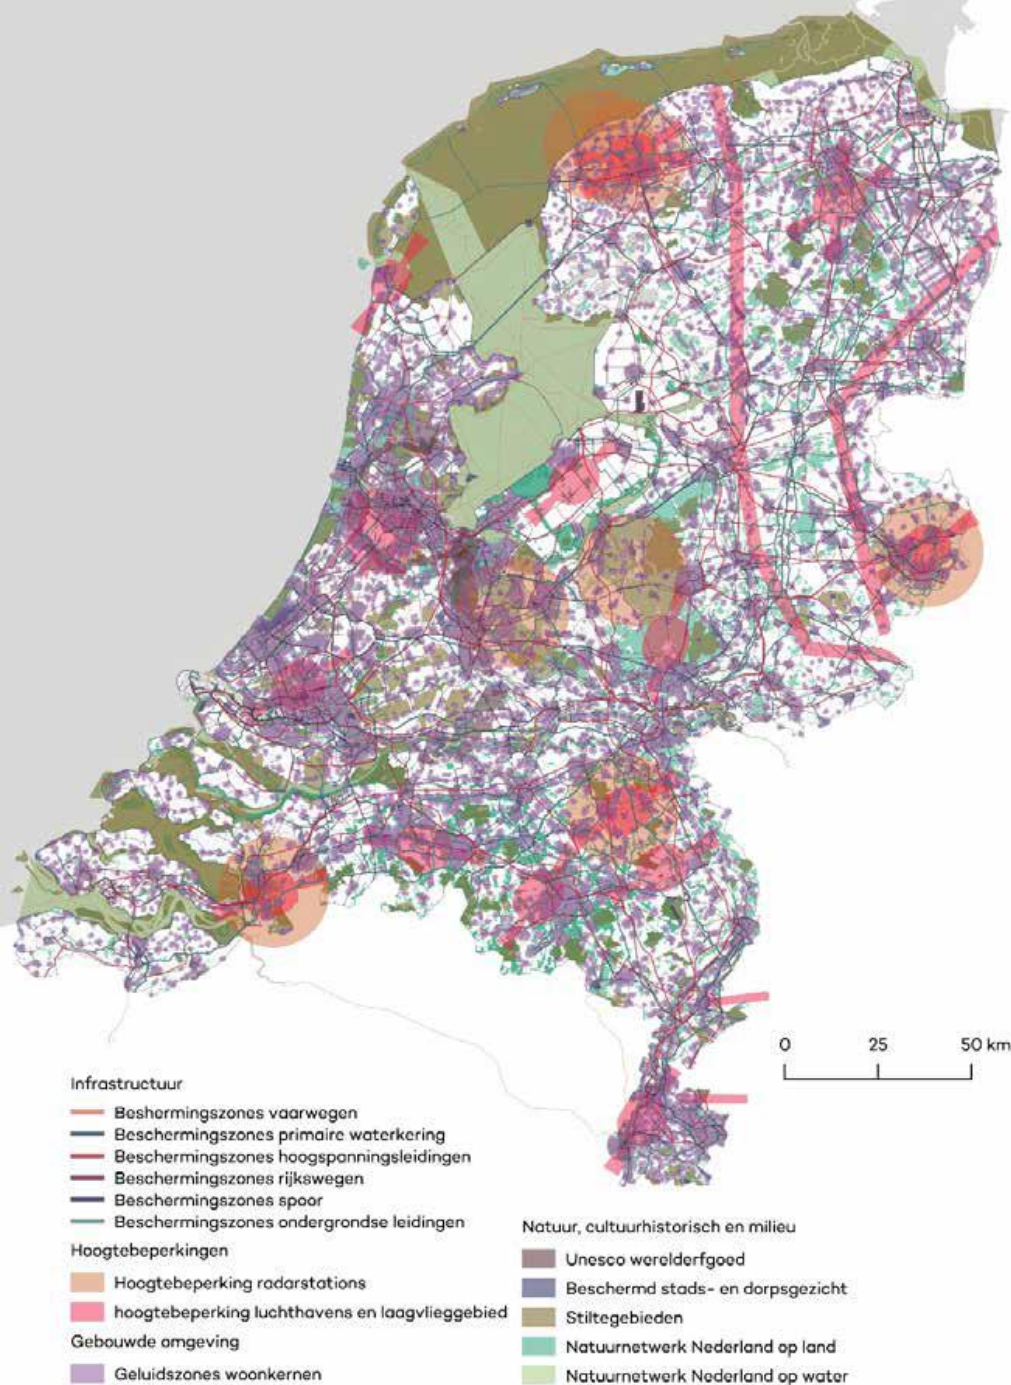 0 25 50 km
Infrastructuur
Beshermingszones vaarwegen
Beschermingszones primaire waterkering
Beschermingszones hoogspanningsleidingen
Beschermingszones rijkswegen
Beschermingszones spoor
Beschermingszones ondergrondse leidingen
Hoogtebeperkingen
Hoogtebeperking radarstations
hoogtebeperking luchthavens en laagvlieggebied
Gebouwde omgeving
Geluidszones woonkernen
Natuur, cultuurhistorisch en milieu
Unesco werelderfgoed
Beschermd stads- en dorpsgezicht
Stiltegebieden
Natuurnetwerk Nederland op land
Natuurnetwerk Nederland op water